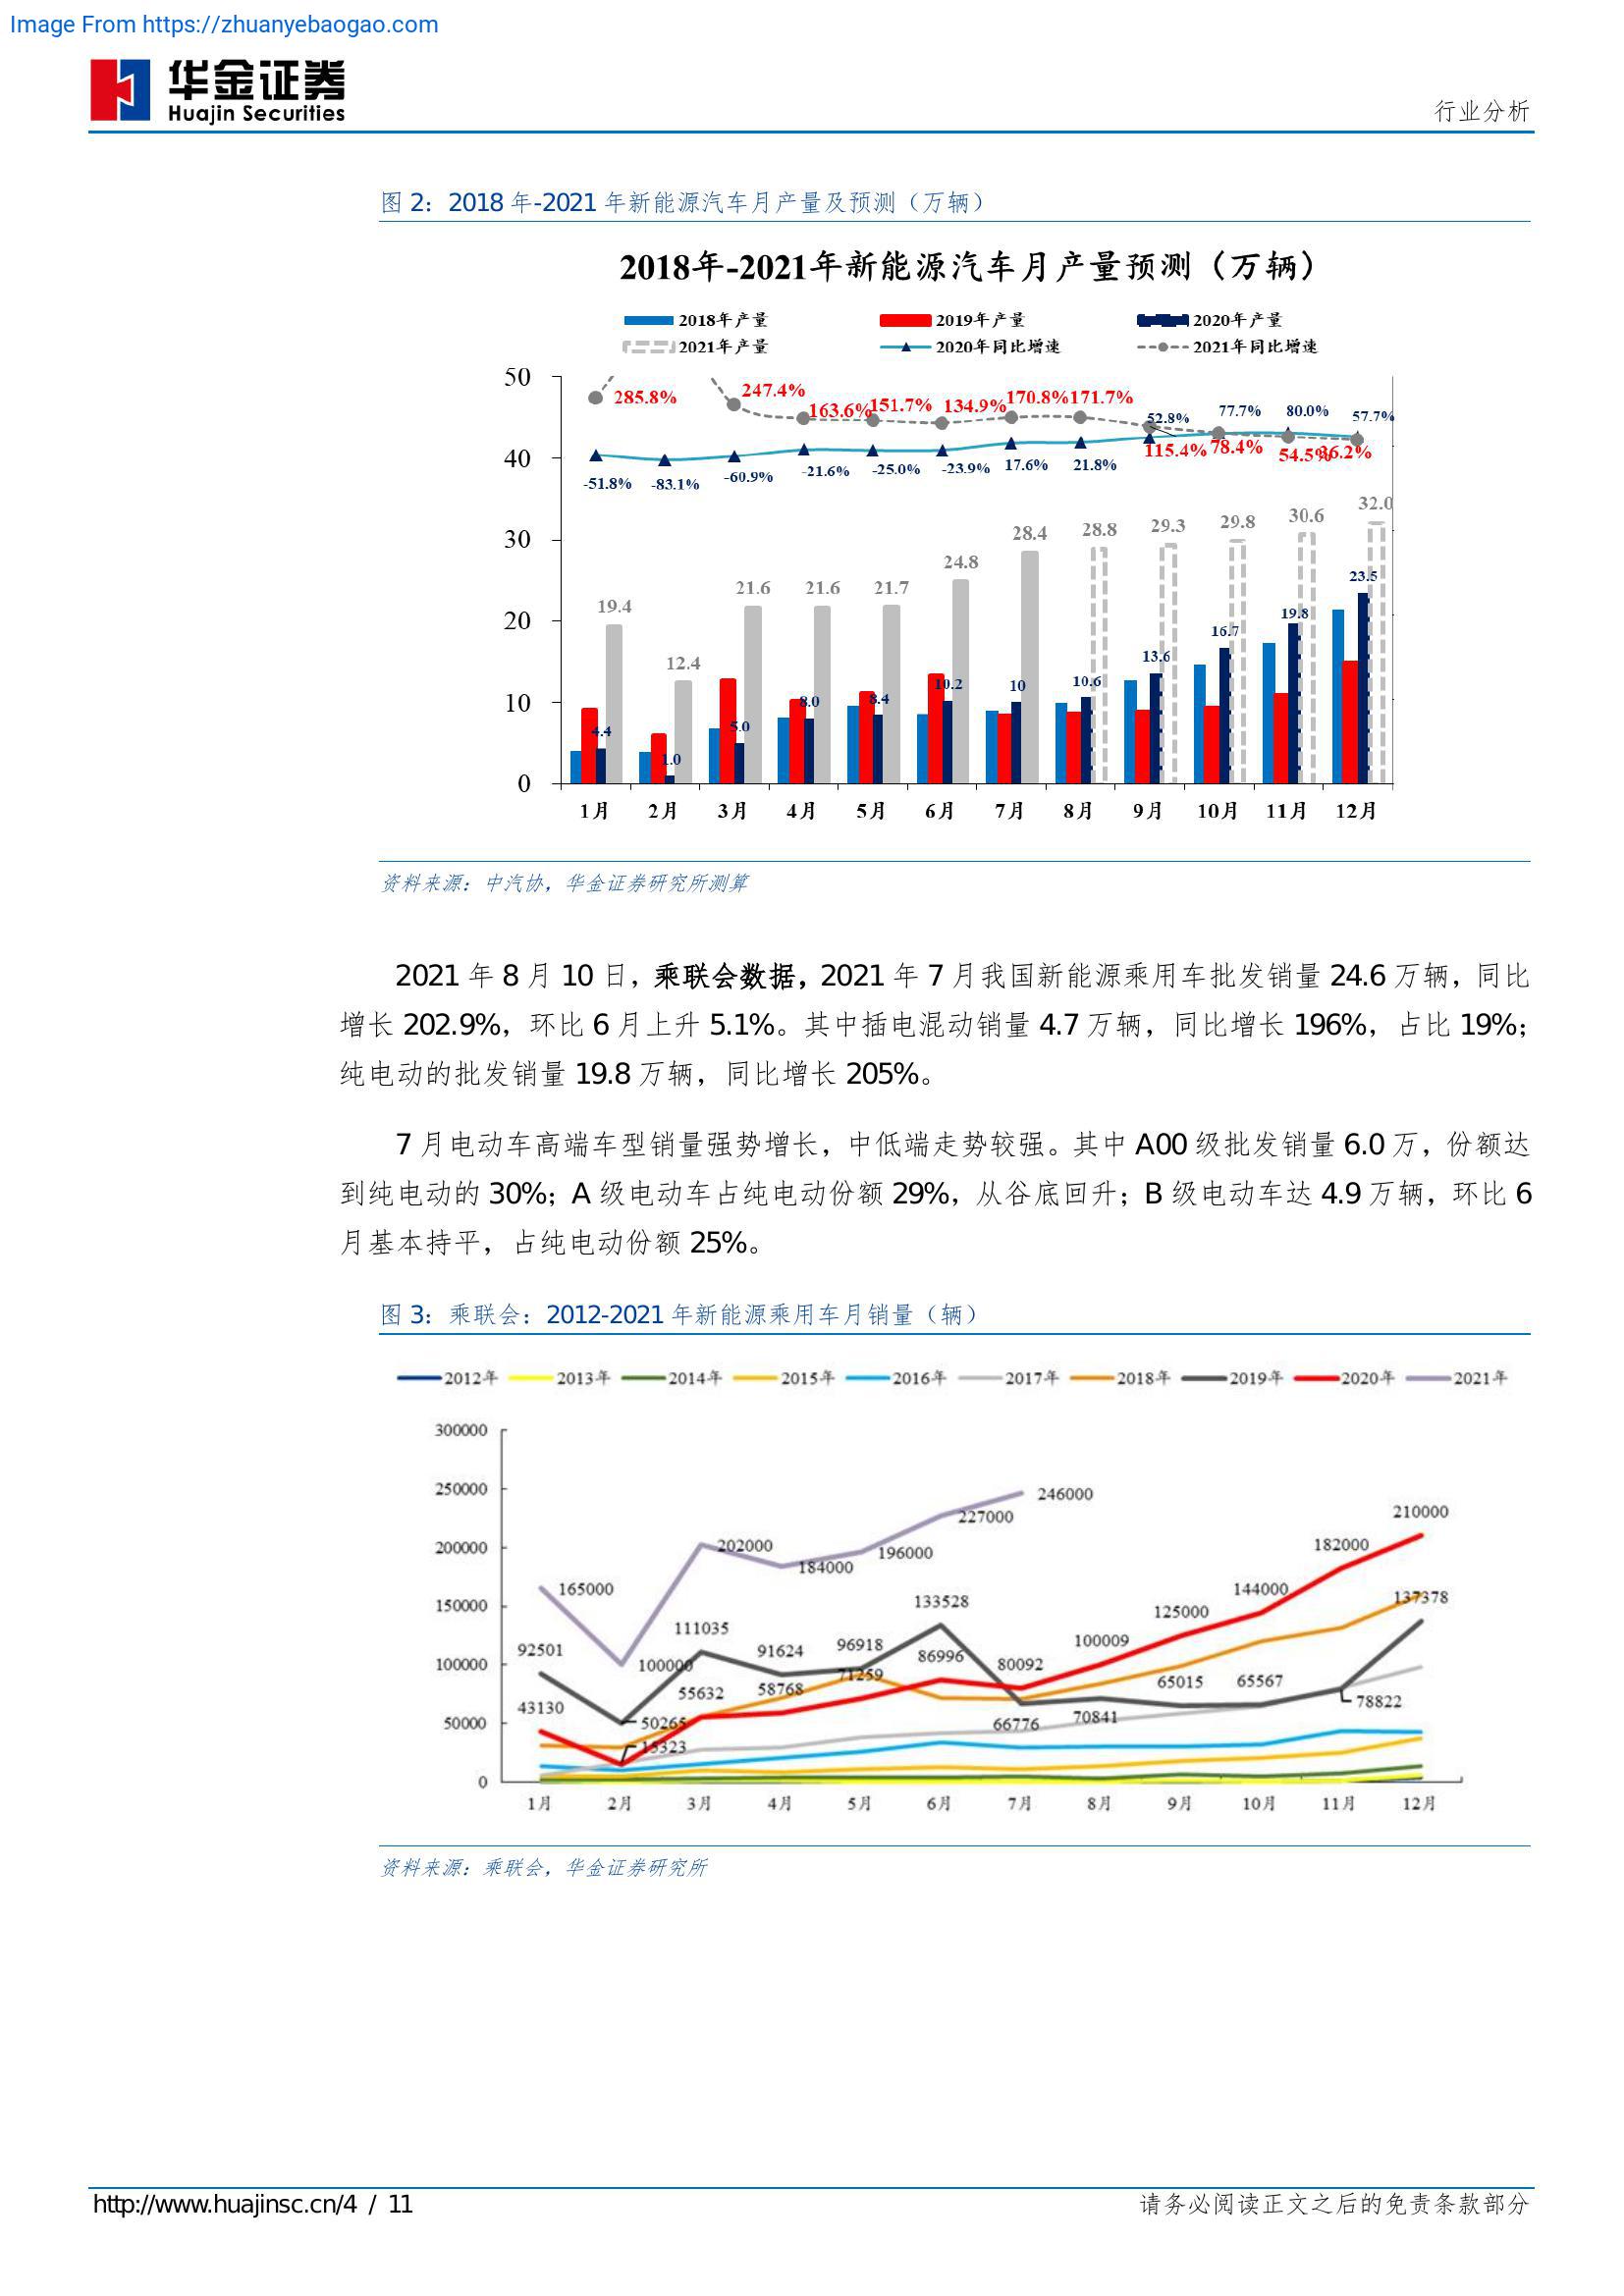 Image From https://zhuanyebaogao.com
华金证券
Huajin Securities
行业分析
图 2：2018 年-2021 年新能源汽车月产量及预测（万辆）
2018年-2021年新能源汽车月产量预测（万辆）
2018年产量 2019年产量 2020年产量
2021年产量 2020年同比增速 2021年同比增速
50
40
30
20
10
0
285.8% 247.4% 163.6% 151.7% 134.9% 170.8% 171.7% 115.4% 78.4% 54.5% 36.2%
-51.8% -83.1% -60.9% -21.6% -25.0% -23.9% 17.6% 21.8% 52.8% 77.7% 80.0% 57.7%
19.4 12.4 21.6 21.6 21.7 24.8 28.4 28.8 29.3 29.8 30.6 32.0
4.4 1.0 5.0 8.0 8.4 10.2 10 10.6 13.6 16.7 19.8 23.5
1月 2月 3月 4月 5月 6月 7月 8月 9月 10月 11月 12月
资料来源：中汽协，华金证券研究所测算
2021 年 8 月 10 日，乘联会数据，2021 年 7 月我国新能源乘用车批发销量 24.6 万辆，同比
增长 202.9%，环比 6 月上升 5.1%。其中插电混动销量 4.7 万辆，同比增长 196%，占比 19%；
纯电动的批发销量 19.8 万辆，同比增长 205%。
7 月电动车高端车型销量强势增长，中低端走势较强。其中 A00 级批发销量 6.0 万，份额达
到纯电动的 30%；A 级电动车占纯电动份额 29%，从谷底回升；B 级电动车达 4.9 万辆，环比 6
月基本持平，占纯电动份额 25%。
图 3：乘联会：2012-2021 年新能源乘用车月销量（辆）
2012年 2013年 2014年 2015年 2016年 2017年 2018年 2019年 2020年 2021年
300000
250000
200000
150000
100000
50000
0
165000 100000 202000 184000 196000 227000 246000
92501 50265 111035 91624 96918 133528 66776 70841 65015 65567 78822 137378
43130 15323 55632 58768 71259 86996 80092 100009 125000 144000 182000 210000
1月 2月 3月 4月 5月 6月 7月 8月 9月 10月 11月 12月
资料来源：乘联会，华金证券研究所
http://www.huajinsc.cn/4 / 11
请务必阅读正文之后的免责条款部分